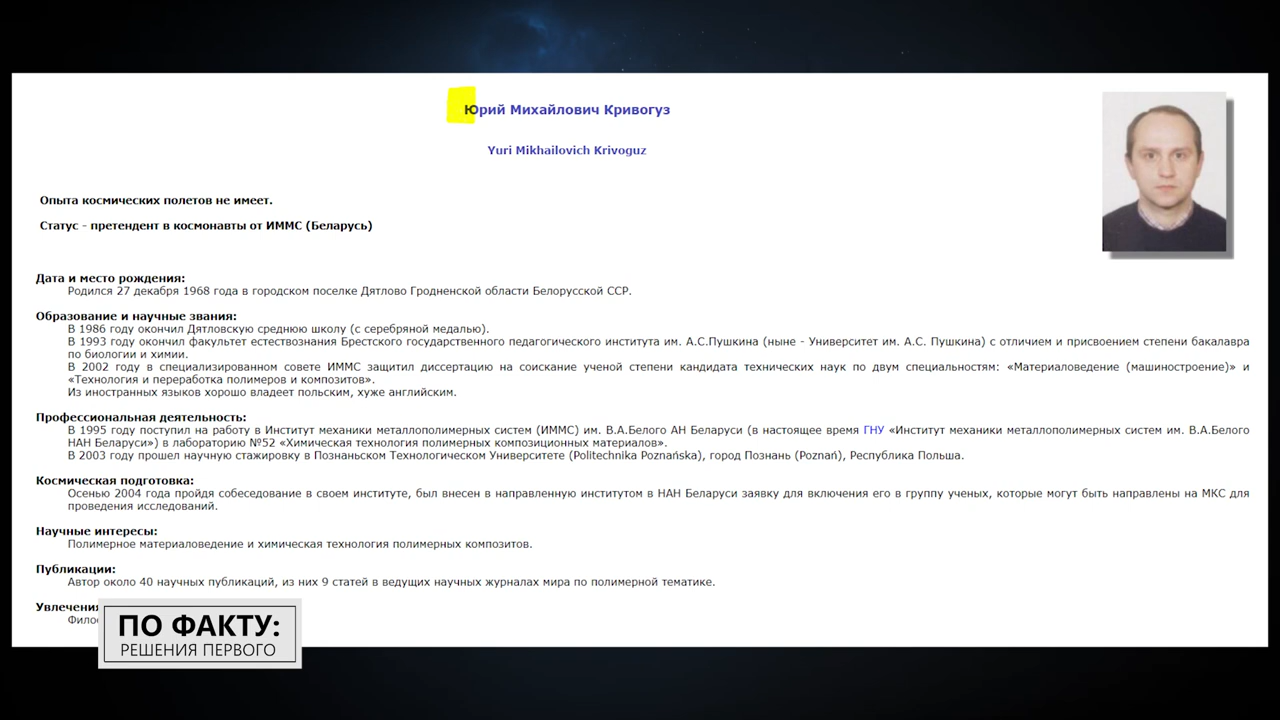 Юрий Михайлович Кривогуз
Yuri Mikhailovich Krivoguz
Опыта космических полетов не имеет.
Статус - претендент в космонавты от ИММС (Беларусь)
Дата и место рождения:
Родился 27 декабря 1968 года в городском поселке Дятлово Гродненской области Белорусской ССР.
Образование и научные звания:
В 1986 году окончил Дятловскую среднюю школу (с серебряной медалью).
В 1993 году окончил факультет естествознания Брестского государственного педагогического института им. А.С.Пушкина (ныне - Университет им. А.С. Пушкина) с отличием и присвоением степени бакалавра
по биологии и химии.
В 2002 году в специализированном совете ИММС защитил диссертацию на соискание ученой степени кандидата технических наук по двум специальностям: «Материаловедение (машиностроение)» и
«Технология и переработка полимеров и композитов».
Из иностранных языков хорошо владеет польским, хуже английским.
Профессиональная деятельность:
В 1995 году поступил на работу в Институт механики металлополимерных систем (ИММС) им. В.А.Белого АН Беларуси (в настоящее время ГНУ «Институт механики металлополимерных систем им. В.А.Белого
НАН Беларуси») в лабораторию №52 «Химическая технология полимерных композиционных материалов».
В 2003 году прошел научную стажировку в Познаньском Технологическом Университете (Politechnika Poznańska), город Познань (Poznań), Республика Польша.
Космическая подготовка:
Осенью 2004 года пройдя собеседование в своем институте, был внесен в направленную институтом в НАН Беларуси заявку для включения его в группу ученых, которые могут быть направлены на МКС для
проведения исследований.
Научные интересы:
Полимерное материаловедение и химическая технология полимерных композитов.
Публикации:
Автор около 40 научных публикаций, из них 9 статей в ведущих научных журналах мира по полимерной тематике.
Увлечения
ПО ФАКТУ:
РЕШЕНИЯ ПЕРВОГО